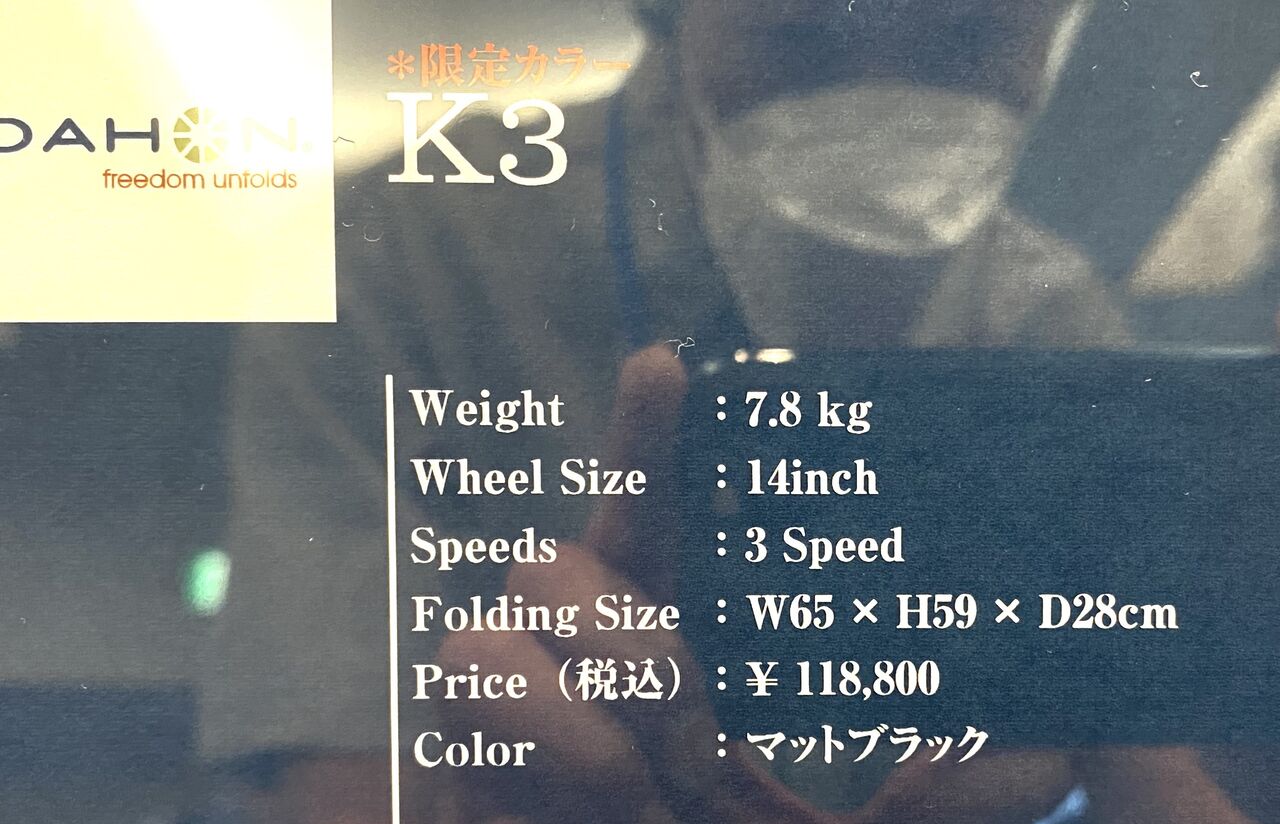 DAHON.
freedom unfolds
*限定カラー
K3
Weight : 7.8 kg
Wheel Size : 14inch
Speeds : 3 Speed
Folding Size : W65 × H59 × D28cm
Price (税込) : ¥ 118,800
Color : マットブラック